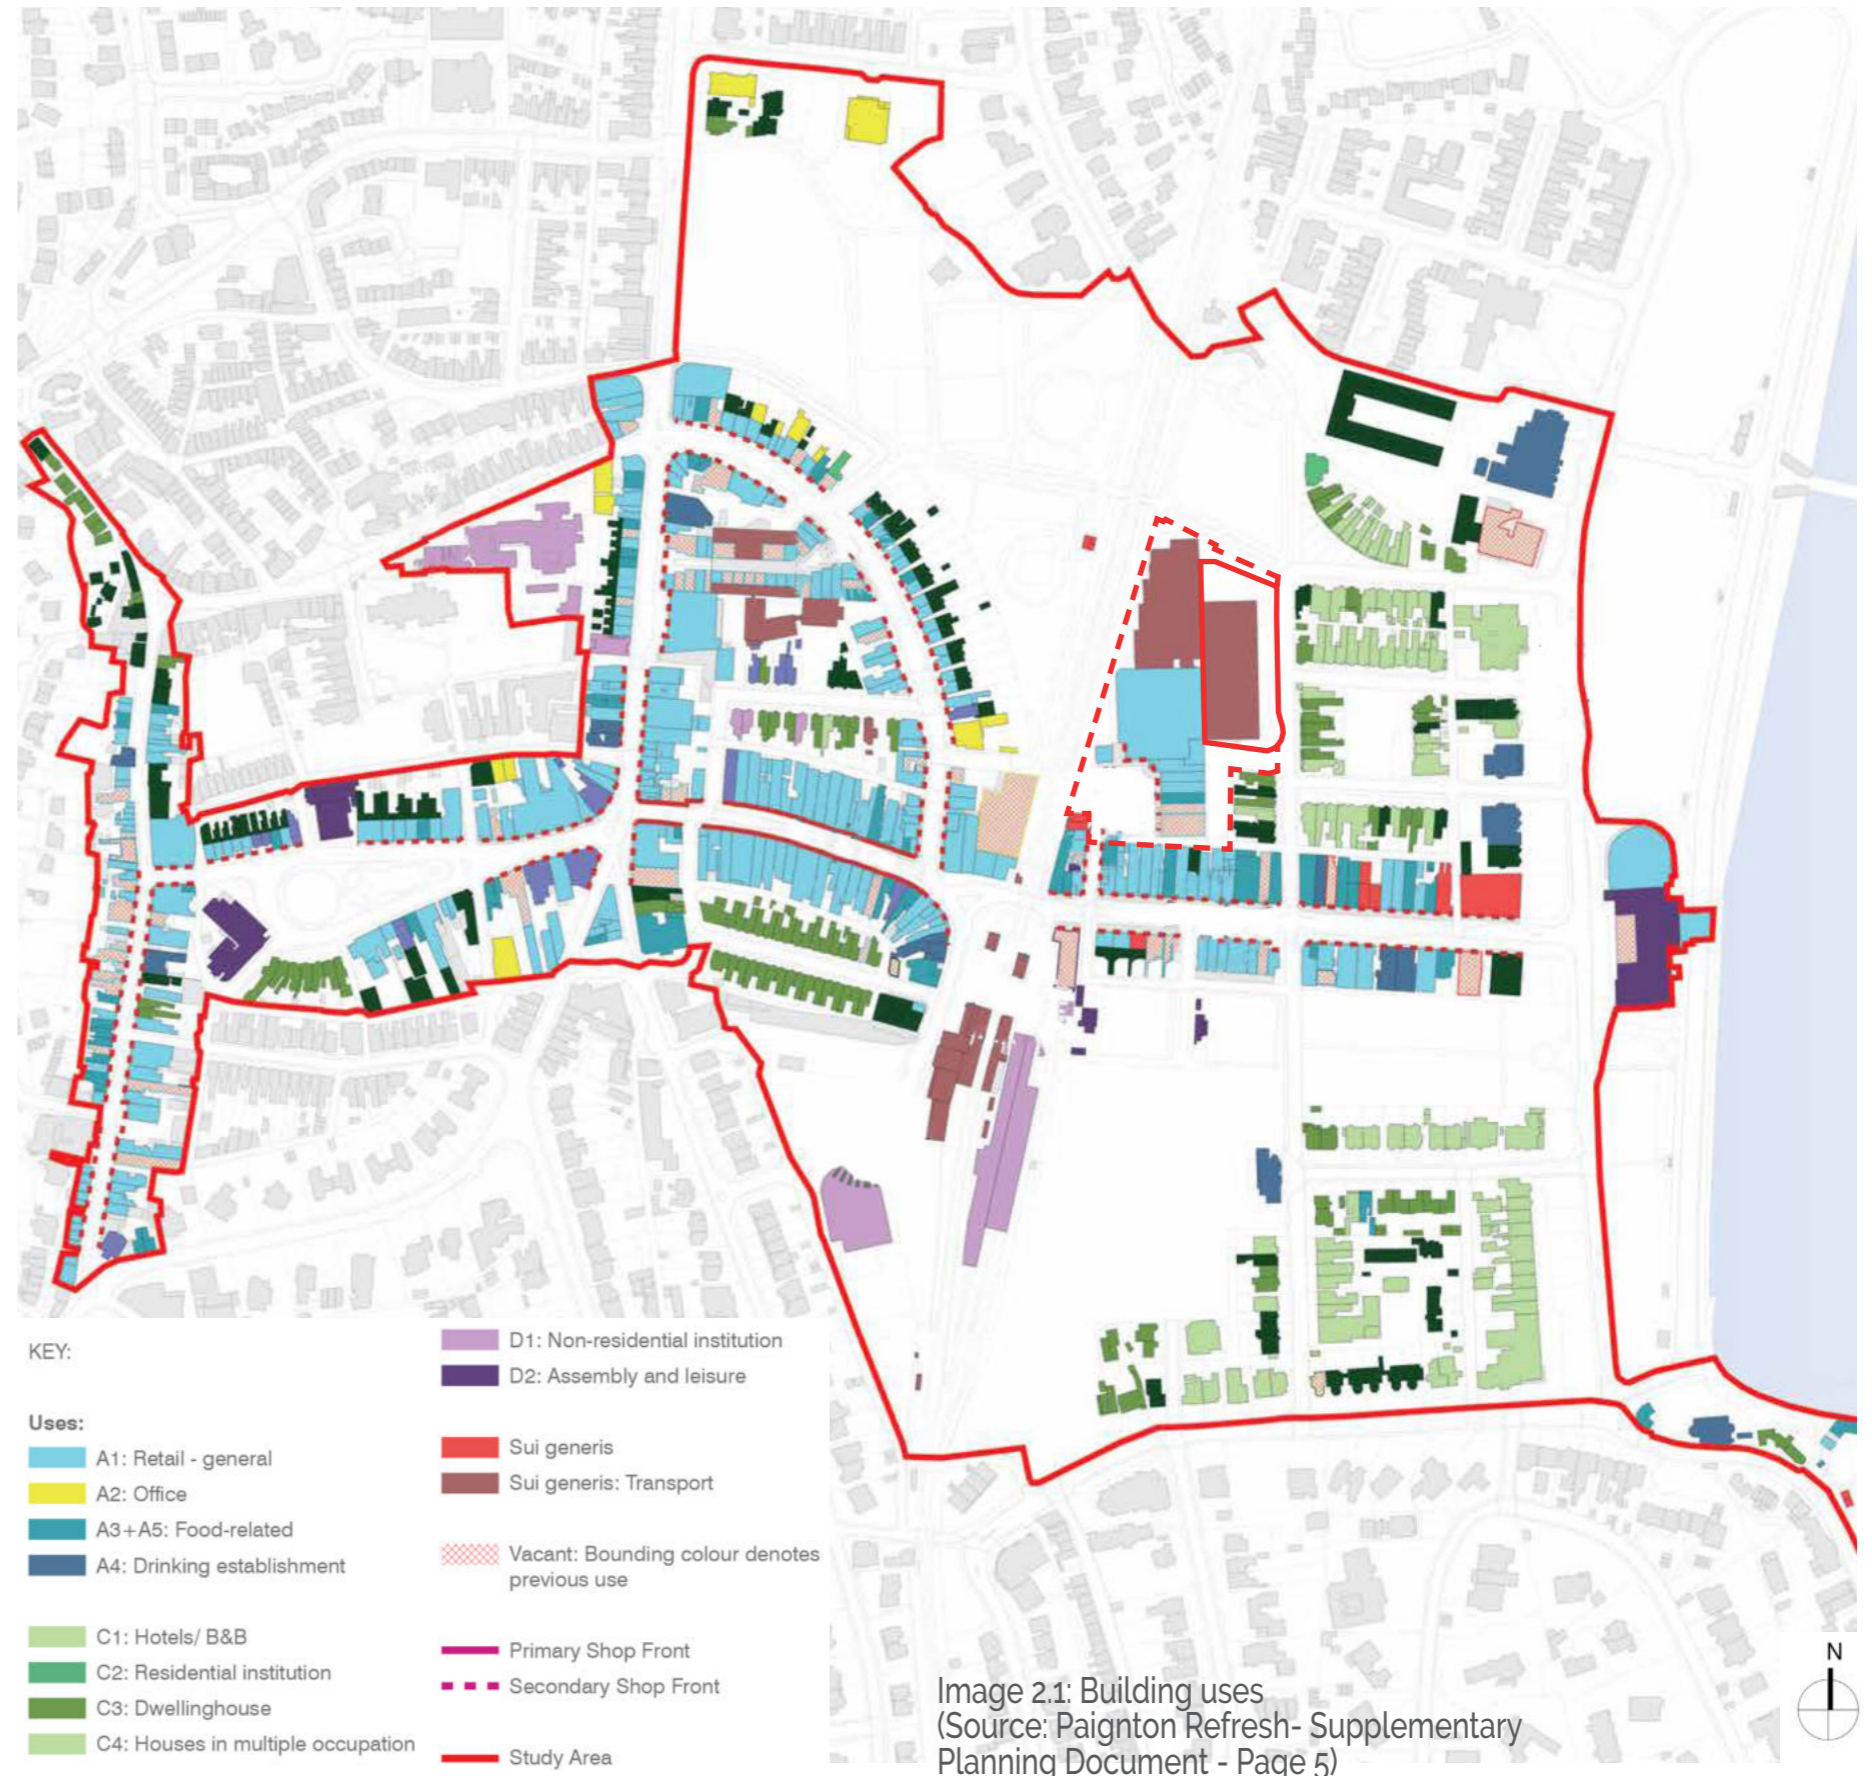 KEY:
Uses:
A1: Retail - general
A2: Office
A3+A5: Food-related
A4: Drinking establishment
C1: Hotels/ B&B
C2: Residential institution
C3: Dwellinghouse
C4: Houses in multiple occupation
D1: Non-residential institution
D2: Assembly and leisure
Sui generis
Sui generis: Transport
Vacant: Bounding colour denotes
previous use
Primary Shop Front
Secondary Shop Front
Study Area
Image 2.1: Building uses
(Source: Paignton Refresh- Supplementary
Planning Document - Page 5)
N